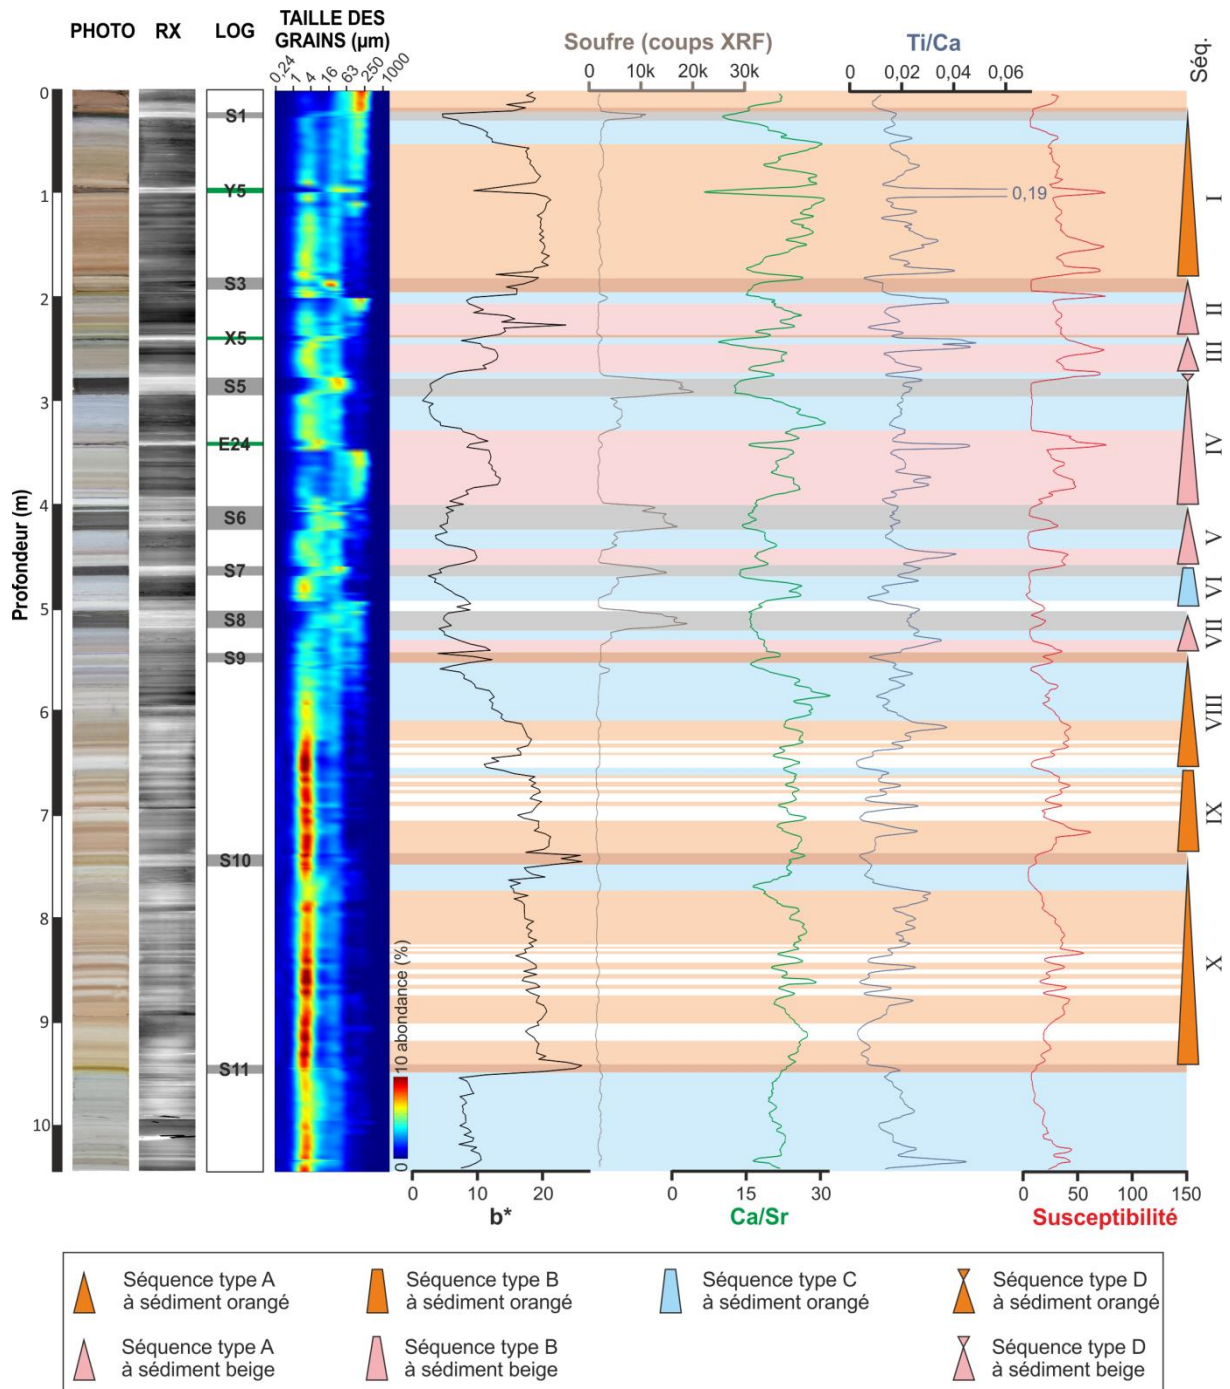 PHOTO RX LOG
TAILLE DES
GRAINS (µm)
0,24 1 4 16 63 250 1000
Soufre (coups XRF)
0 10k 20k 30k
Ti/Ca
0 0,02 0,04 0,06
Séq.
Profondeur (m)
0
1
2
3
4
5
6
7
8
9
10
S1
Y5
S3
X5
S5
E24
S6
S7
S8
S9
S10
S11
0,19
I
II
III
IV
V
VI
VII
VIII
IX
X
0 abondance (%) 10
0 10 20
b*
0 15 30
Ca/Sr
0 50 100 150
Susceptibilité
Séquence type A
à sédiment orangé
Séquence type B
à sédiment orangé
Séquence type C
à sédiment orangé
Séquence type D
à sédiment orangé
Séquence type A
à sédiment beige
Séquence type B
à sédiment beige
Séquence type D
à sédiment beige